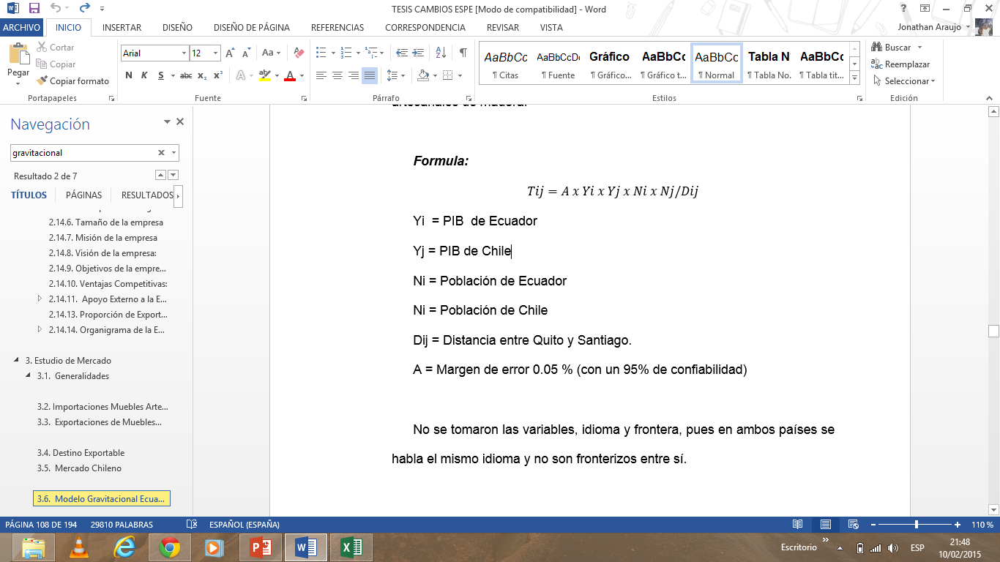 TESIS CAMBIOS ESPE [Modo de compatibilidad] - Word
ARCHIVO INICIO INSERTAR DISEÑO DISEÑO DE PÁGINA REFERENCIAS CORRESPONDENCIA REVISAR VISTA Jonathan Araujo
Pegar
Cortar
Copiar
Copiar formato
Portapapeles
Arial 12
N K S abc x₂ x²
Fuente
Párrafo
AaBbCc AaBbCcDc Gráfico AaBbCc AaBbCc Tabla N AaBbCc
¶ Citas ¶ Fuente ¶ Gráfico... ¶ Gráfico t... ¶ Normal ¶ Tabla No. ¶ Tabla tit...
Estilos
Buscar
Reemplazar
Seleccionar
Edición
Navegación
gravitacional
Resultado 2 de 7
TÍTULOS PÁGINAS RESULTADOS
2.14.6. Tamaño de la empresa
2.14.7. Misión de la empresa
2.14.8. Visión de la empresa:
2.14.9. Objetivos de la empre...
2.14.10. Ventajas Competitivas:
2.14.11. Apoyo Externo a la E...
2.14.13. Proporción de Export...
2.14.14. Organigrama de la E...
3. Estudio de Mercado
3.1. Generalidades
3.2. Importaciones Muebles Arte...
3.3. Exportaciones de Muebles...
3.4. Destino Exportable
3.5. Mercado Chileno
3.6. Modelo Gravitacional Ecua...
Formula:
Tij = A x Yi x Yj x Ni x Nj/Dij
Yi = PIB de Ecuador
Yj = PIB de Chile
Ni = Población de Ecuador
Ni = Población de Chile
Dij = Distancia entre Quito y Santiago.
A = Margen de error 0.05 % (con un 95% de confiabilidad)
No se tomaron las variables, idioma y frontera, pues en ambos países se
habla el mismo idioma y no son fronterizos entre sí.
PÁGINA 108 DE 194 29810 PALABRAS ESPAÑOL (ESPAÑA) 110 %
Escritorio ESP 21:48
10/02/2015